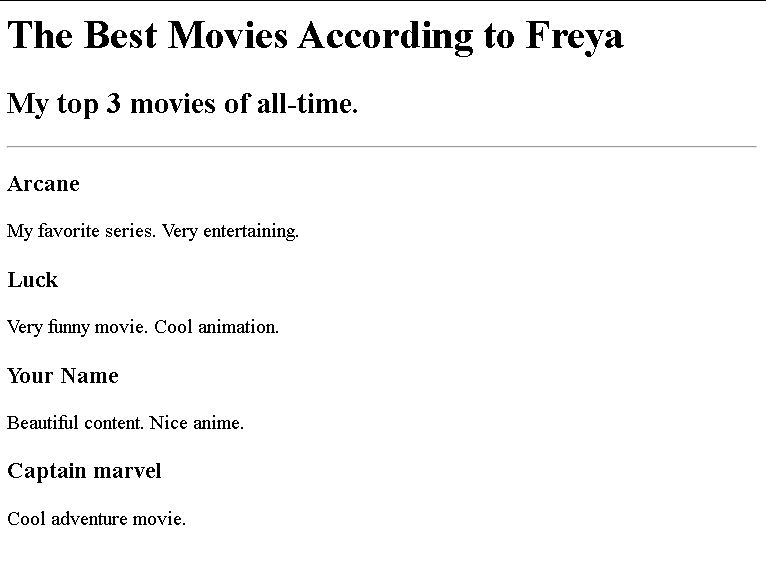 The Best Movies According to Freya
My top 3 movies of all-time.
Arcane
My favorite series. Very entertaining.
Luck
Very funny movie. Cool animation.
Your Name
Beautiful content. Nice anime.
Captain marvel
Cool adventure movie.